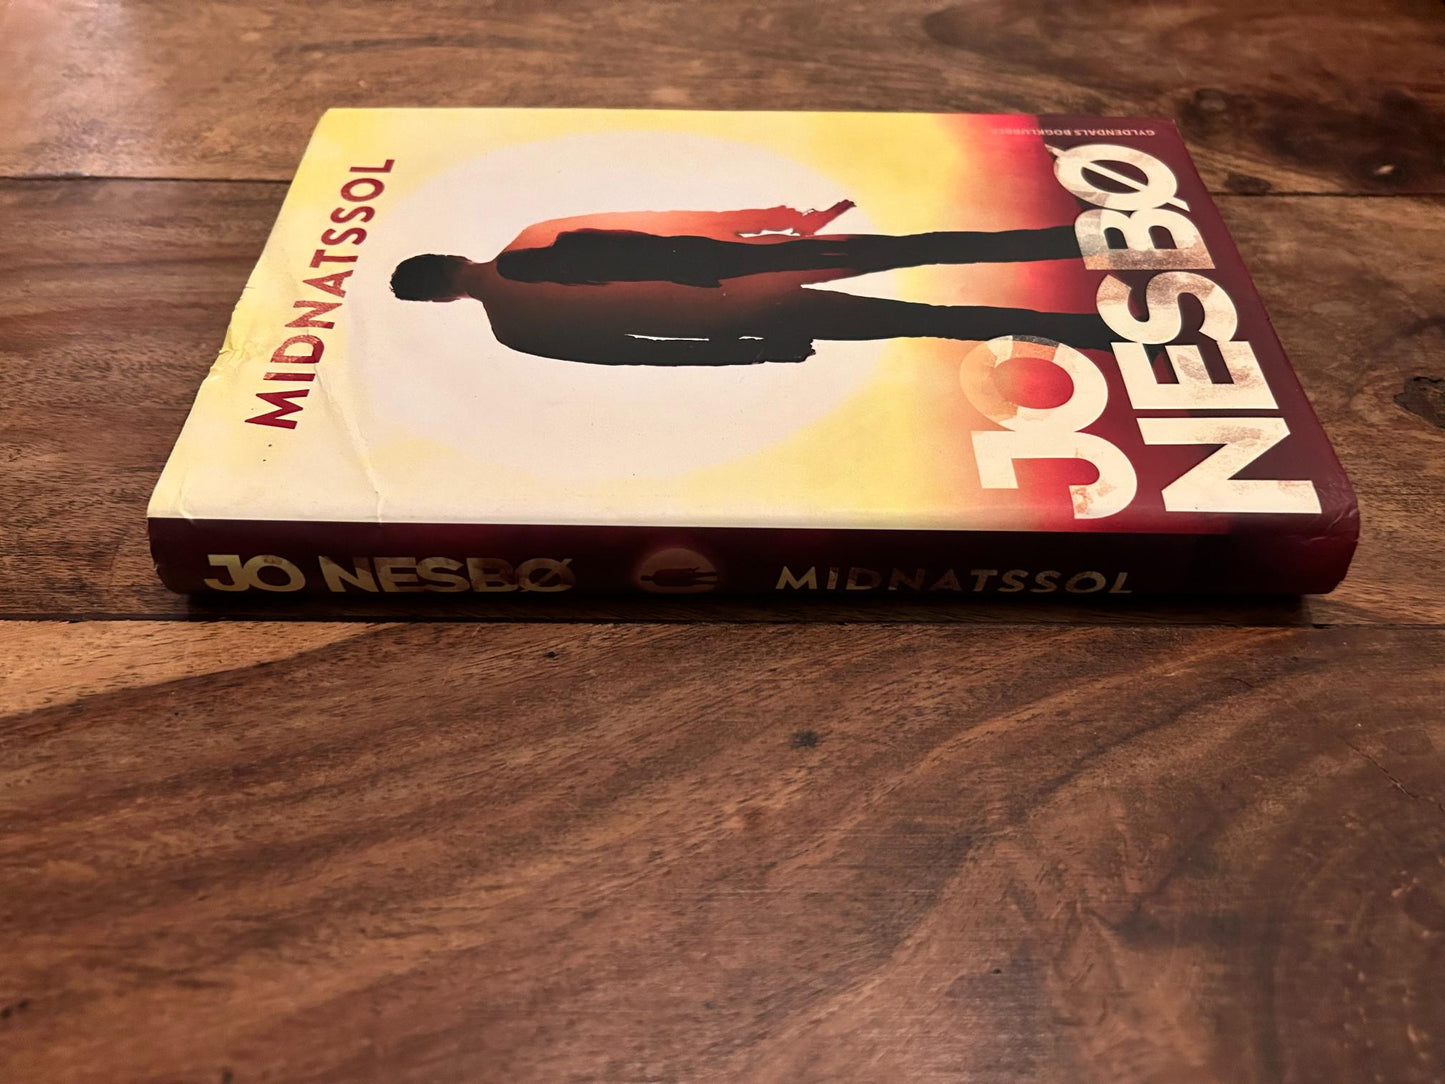 MIDNATSSOL
JO
NESBØ
GYLDENDALS BOGKLUBBER
JO NESBØ MIDNATSSOL